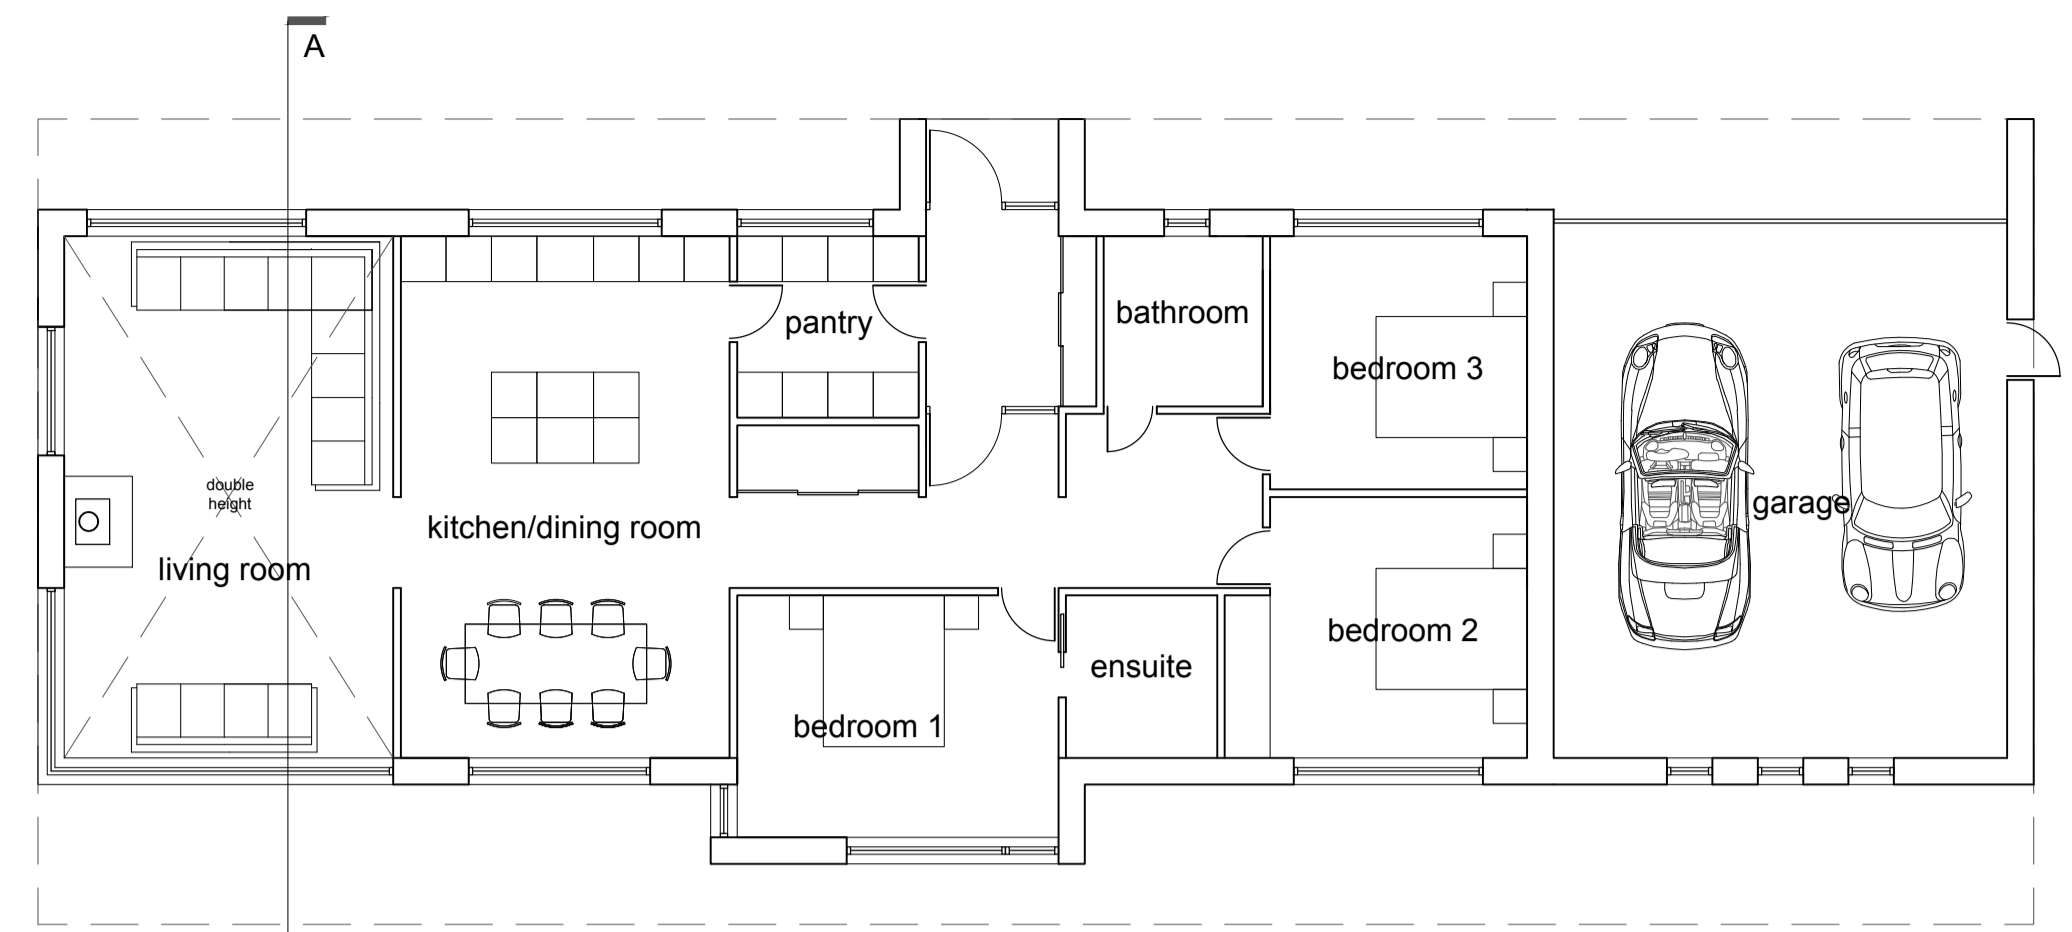 A
pantry
bathroom
bedroom 3
double
height
kitchen/dining room
garage
living room
bedroom 2
ensuite
bedroom 1